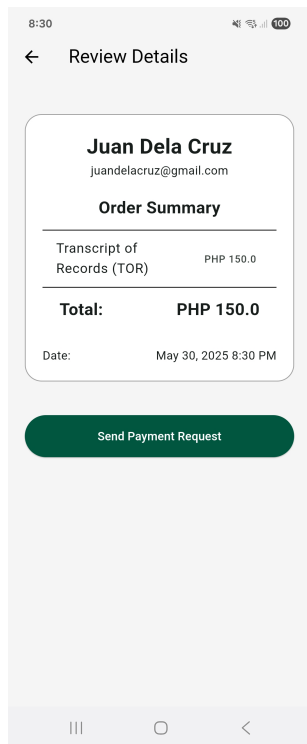 8:30
100
Review Details
Juan Dela Cruz
juandelacruz@gmail.com
Order Summary
Transcript of
Records (TOR)
PHP 150.0
Total: PHP 150.0
Date: May 30, 2025 8:30 PM
Send Payment Request